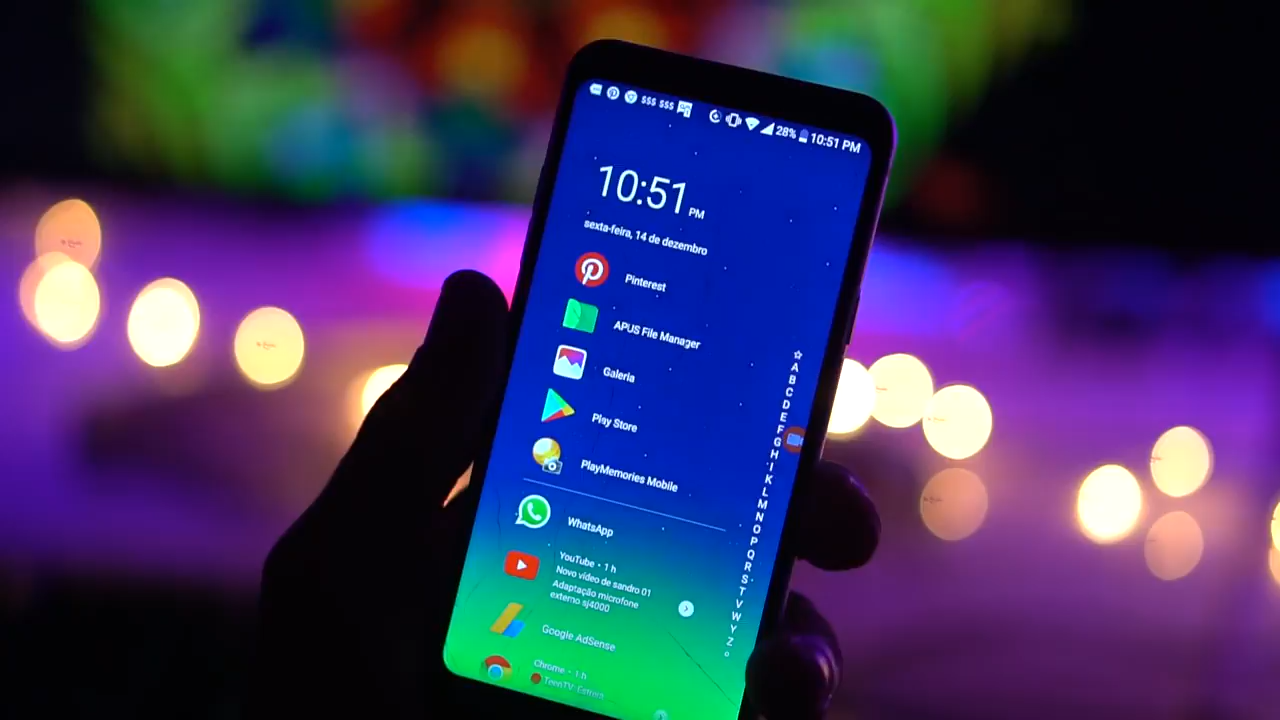 $$$ $$$ 28% 10:51 PM
10:51 PM
sexta-feira, 14 de dezembro
Pinterest
APUS File Manager
Galeria
Play Store
PlayMemories Mobile
WhatsApp
YouTube • 1 h
Novo vídeo de sandro 01
Adaptação microfone
externo sj4000
Google AdSense
Chrome • 1 h
TeenTV: Estreis
A
B
C
D
E
F
G
H
I
K
L
M
N
O
P
Q
R
S
T
V
W
Y
Z